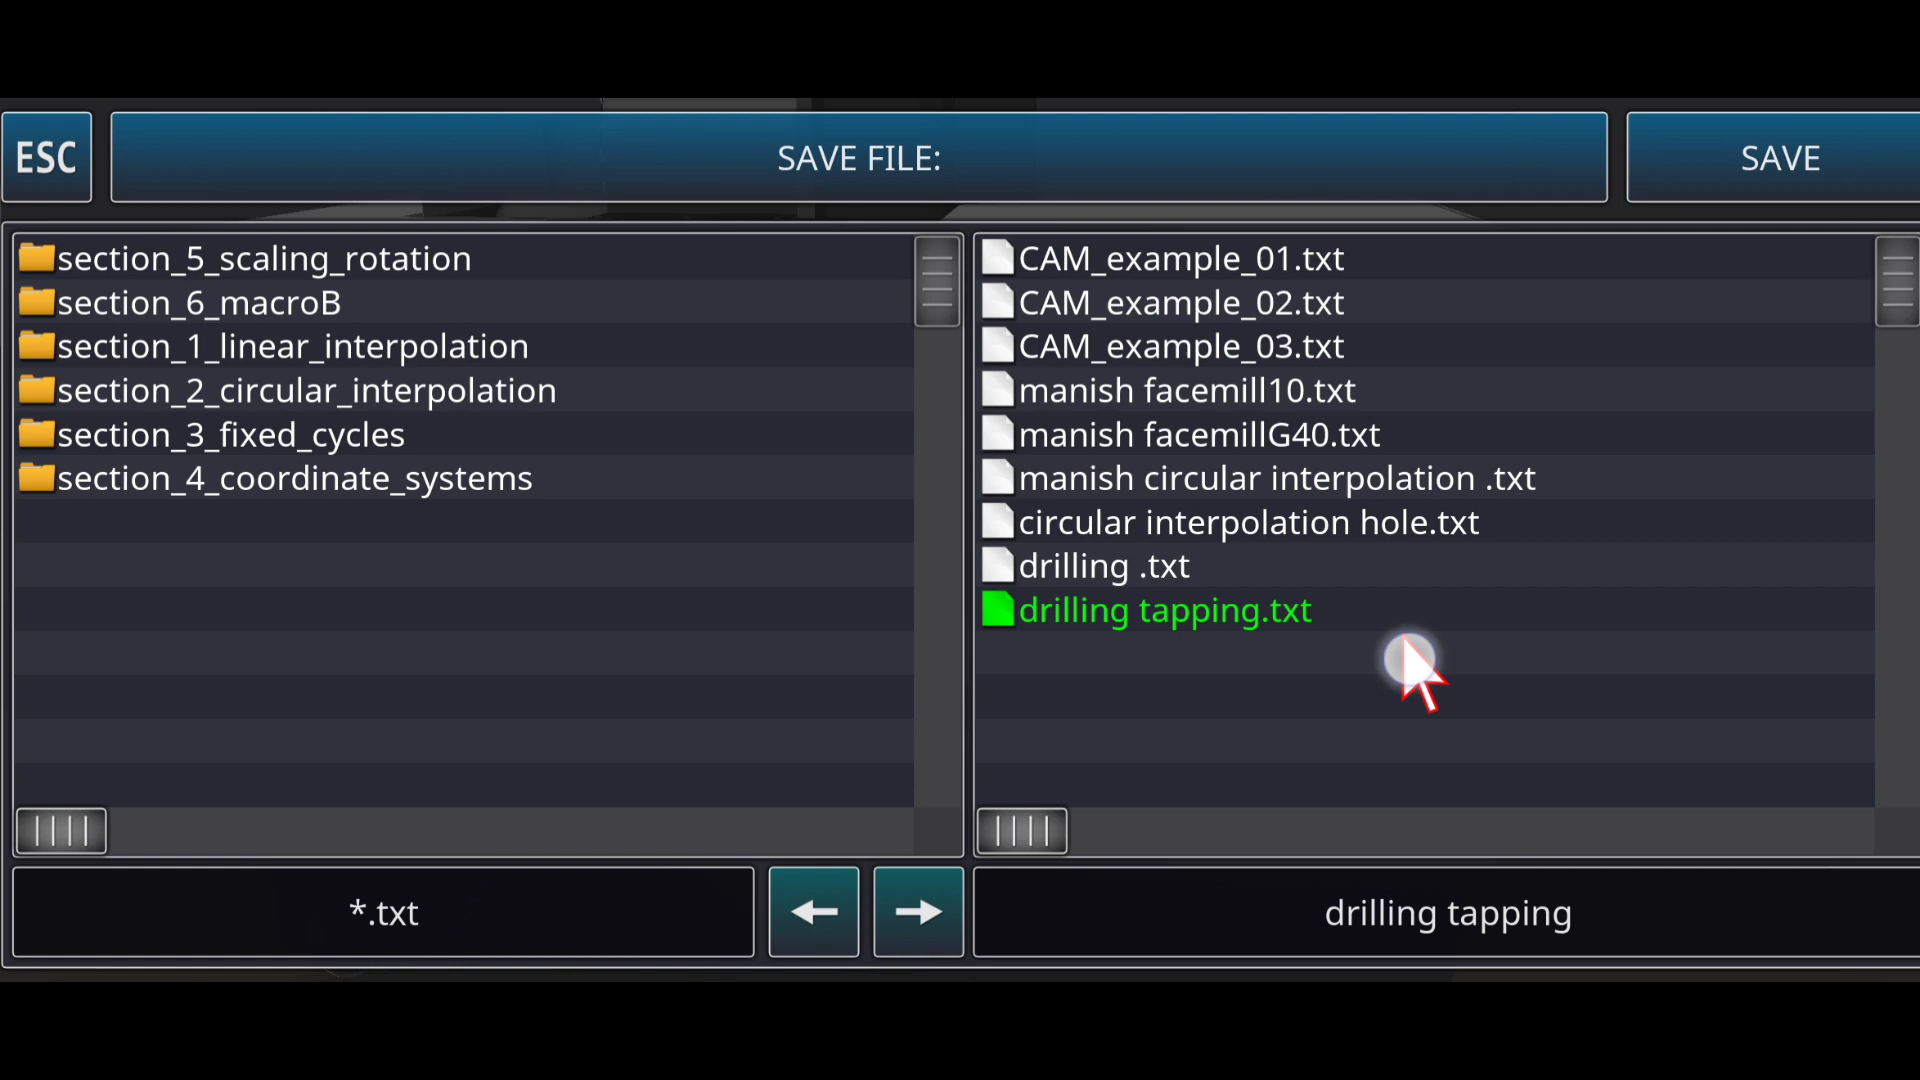 ESC
SAVE FILE:
SAVE
section_5_scaling_rotation
section_6_macroB
section_1_linear_interpolation
section_2_circular_interpolation
section_3_fixed_cycles
section_4_coordinate_systems
CAM_example_01.txt
CAM_example_02.txt
CAM_example_03.txt
manish facemill10.txt
manish facemillG40.txt
manish circular interpolation .txt
circular interpolation hole.txt
drilling .txt
drilling tapping.txt
*.txt
drilling tapping